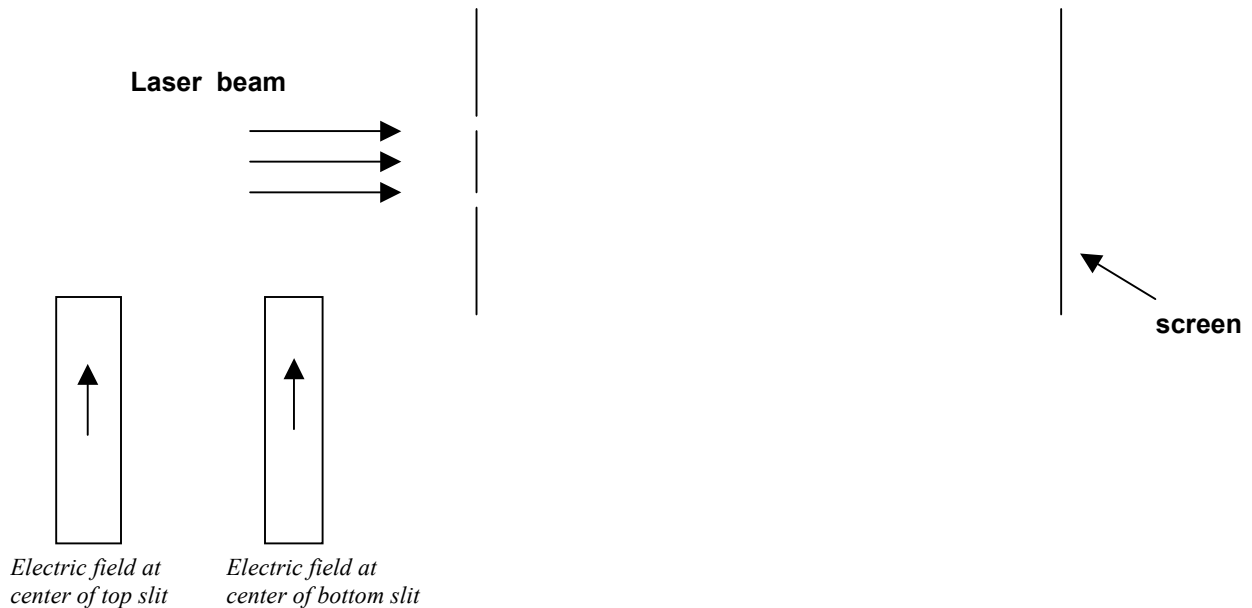 Laser beam
screen
Electric field at
center of top slit
Electric field at
center of bottom slit